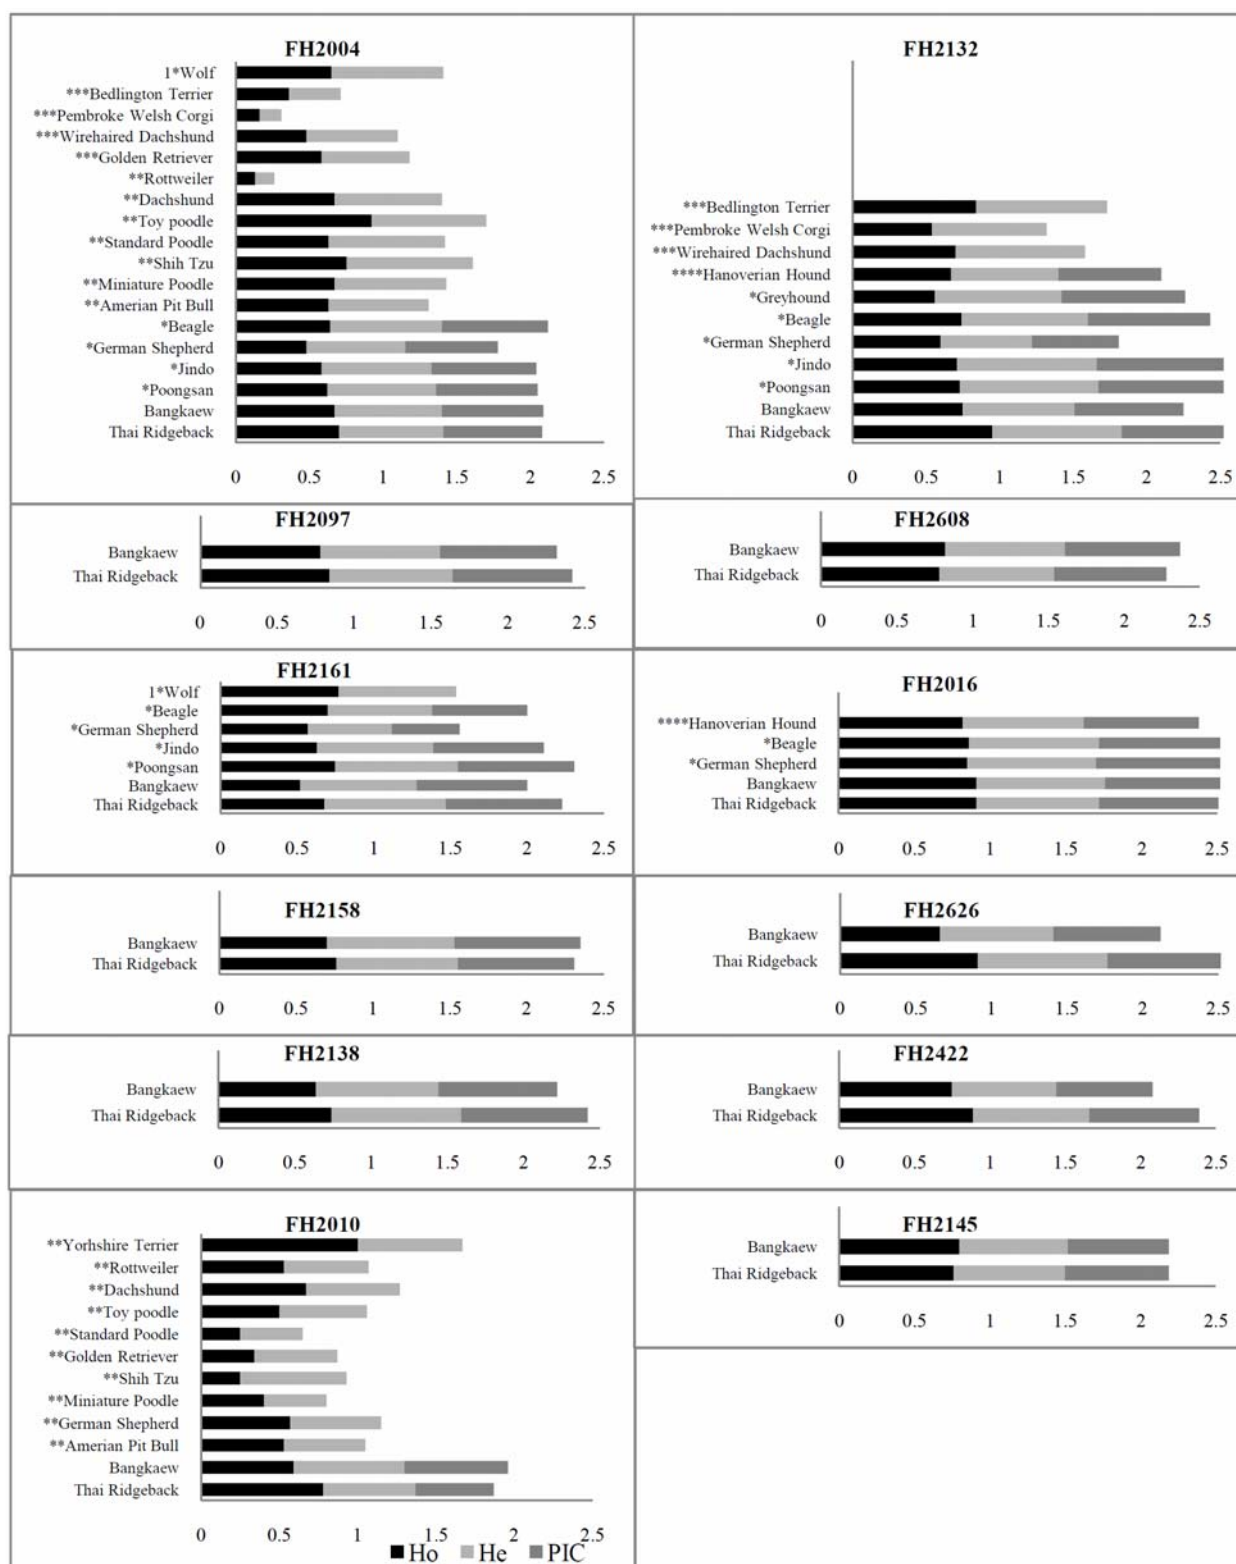 FH2004
1*Wolf
***Bedlington Terrier
***Pembroke Welsh Corgi
***Wirehaired Dachshund
***Golden Retriever
**Rottweiler
**Dachshund
**Toy poodle
**Standard Poodle
**Shih Tzu
**Miniature Poodle
**Amerian Pit Bull
*Beagle
*German Shepherd
*Jindo
*Poongsan
Bangkaew
Thai Ridgeback
0 0.5 1 1.5 2 2.5
FH2132
***Bedlington Terrier
***Pembroke Welsh Corgi
***Wirehaired Dachshund
****Hanoverian Hound
*Greyhound
*Beagle
*German Shepherd
*Jindo
*Poongsan
Bangkaew
Thai Ridgeback
0 0.5 1 1.5 2 2.5
FH2097
Bangkaew
Thai Ridgeback
0 0.5 1 1.5 2 2.5
FH2608
Bangkaew
Thai Ridgeback
0 0.5 1 1.5 2 2.5
FH2161
1*Wolf
*Beagle
*German Shepherd
*Jindo
*Poongsan
Bangkaew
Thai Ridgeback
0 0.5 1 1.5 2 2.5
FH2016
****Hanoverian Hound
*Beagle
*German Shepherd
Bangkaew
Thai Ridgeback
0 0.5 1 1.5 2 2.5
FH2158
Bangkaew
Thai Ridgeback
0 0.5 1 1.5 2 2.5
FH2626
Bangkaew
Thai Ridgeback
0 0.5 1 1.5 2 2.5
FH2138
Bangkaew
Thai Ridgeback
0 0.5 1 1.5 2 2.5
FH2422
Bangkaew
Thai Ridgeback
0 0.5 1 1.5 2 2.5
FH2010
**Yorhshire Terrier
**Rottweiler
**Dachshund
**Toy poodle
**Standard Poodle
**Golden Retriever
**Shih Tzu
**Miniature Poodle
**German Shepherd
**Amerian Pit Bull
Bangkaew
Thai Ridgeback
0 0.5 1 1.5 2 2.5
Ho He PIC
FH2145
Bangkaew
Thai Ridgeback
0 0.5 1 1.5 2 2.5